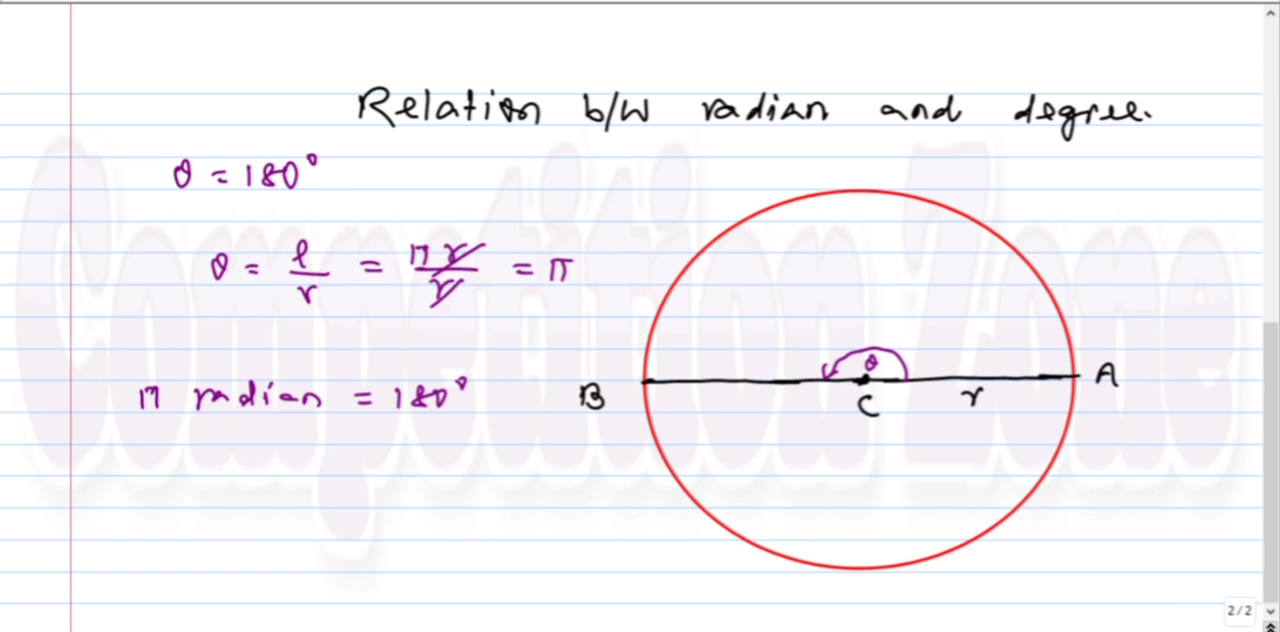 Relation b/w radian and degree.
θ = 180°
θ = l/r = πr/r = π
π radian = 180°
B
θ
C
r
A
Competition Zone
2/2